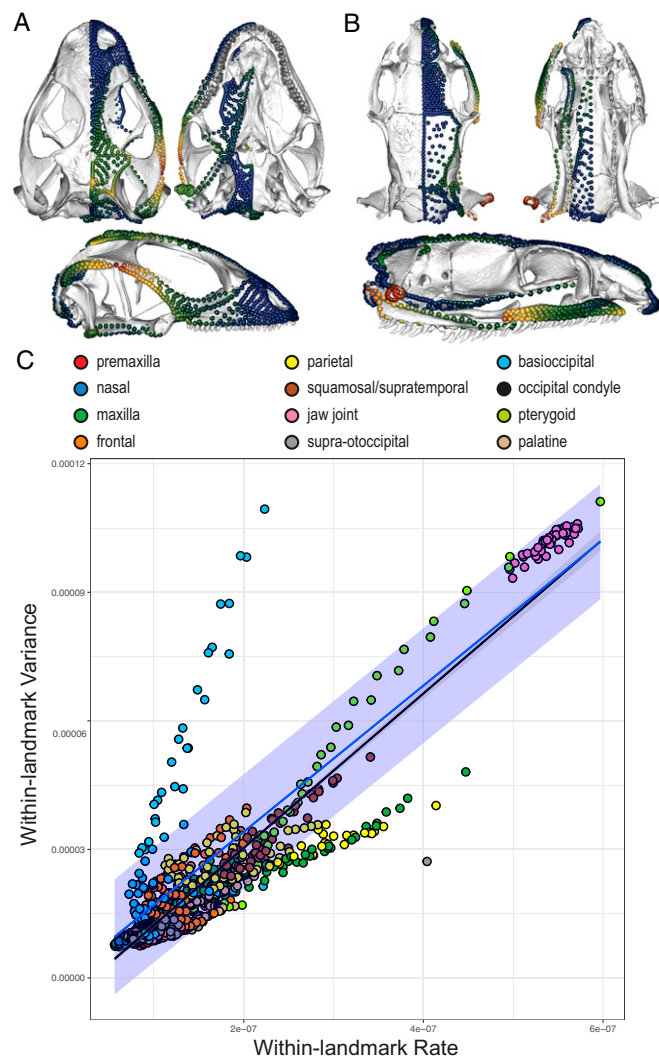 A
B
C
premaxilla
parietal
basioccipital
nasal
squamosal/supratemporal
occipital condyle
maxilla
jaw joint
pterygoid
frontal
supra-otoccipital
palatine
0.00012
0.00009
0.00006
0.00003
0.00000
Within-landmark Variance
2e-07
4e-07
6e-07
Within-landmark Rate